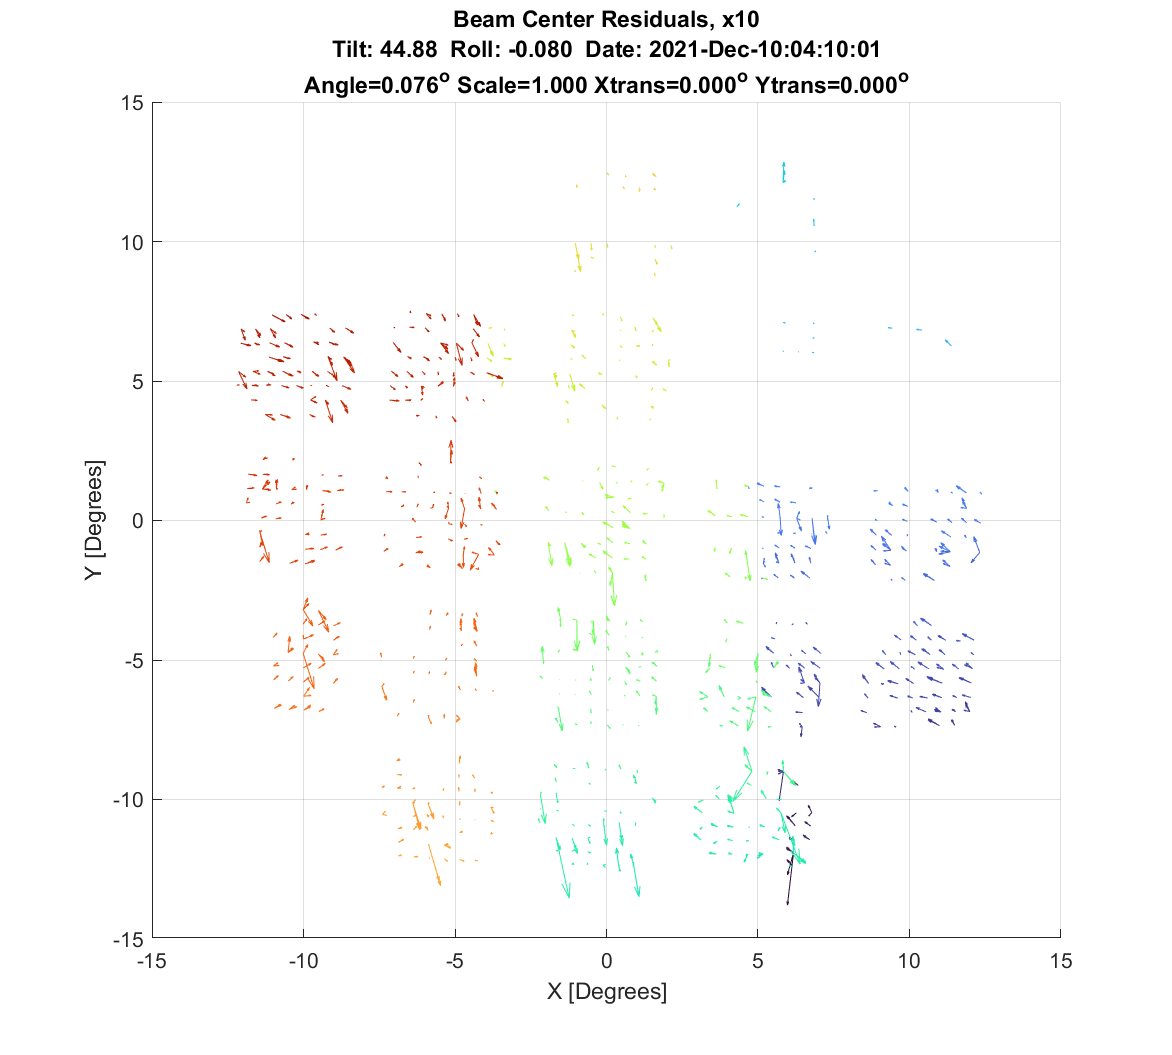 Beam Center Residuals, x10
Tilt: 44.88 Roll: -0.080 Date: 2021-Dec-10:04:10:01
Angle=0.076° Scale=1.000 Xtrans=0.000° Ytrans=0.000°
15
10
5
0
-5
-10
-15
Y [Degrees]
-15 -10 -5 0 5 10 15
X [Degrees]